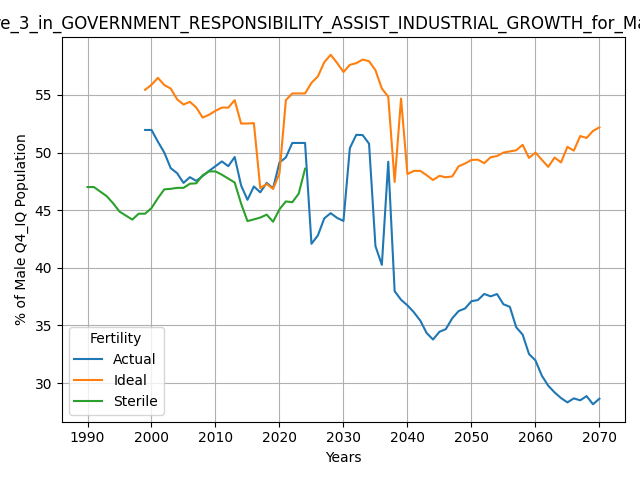 re_3_in_GOVERNMENT_RESPONSIBILITY_ASSIST_INDUSTRIAL_GROWTH_for_Ma
% of Male Q4_IQ Population
55
50
45
40
35
30
Fertility
Actual
Ideal
Sterile
1990 2000 2010 2020 2030 2040 2050 2060 2070
Years